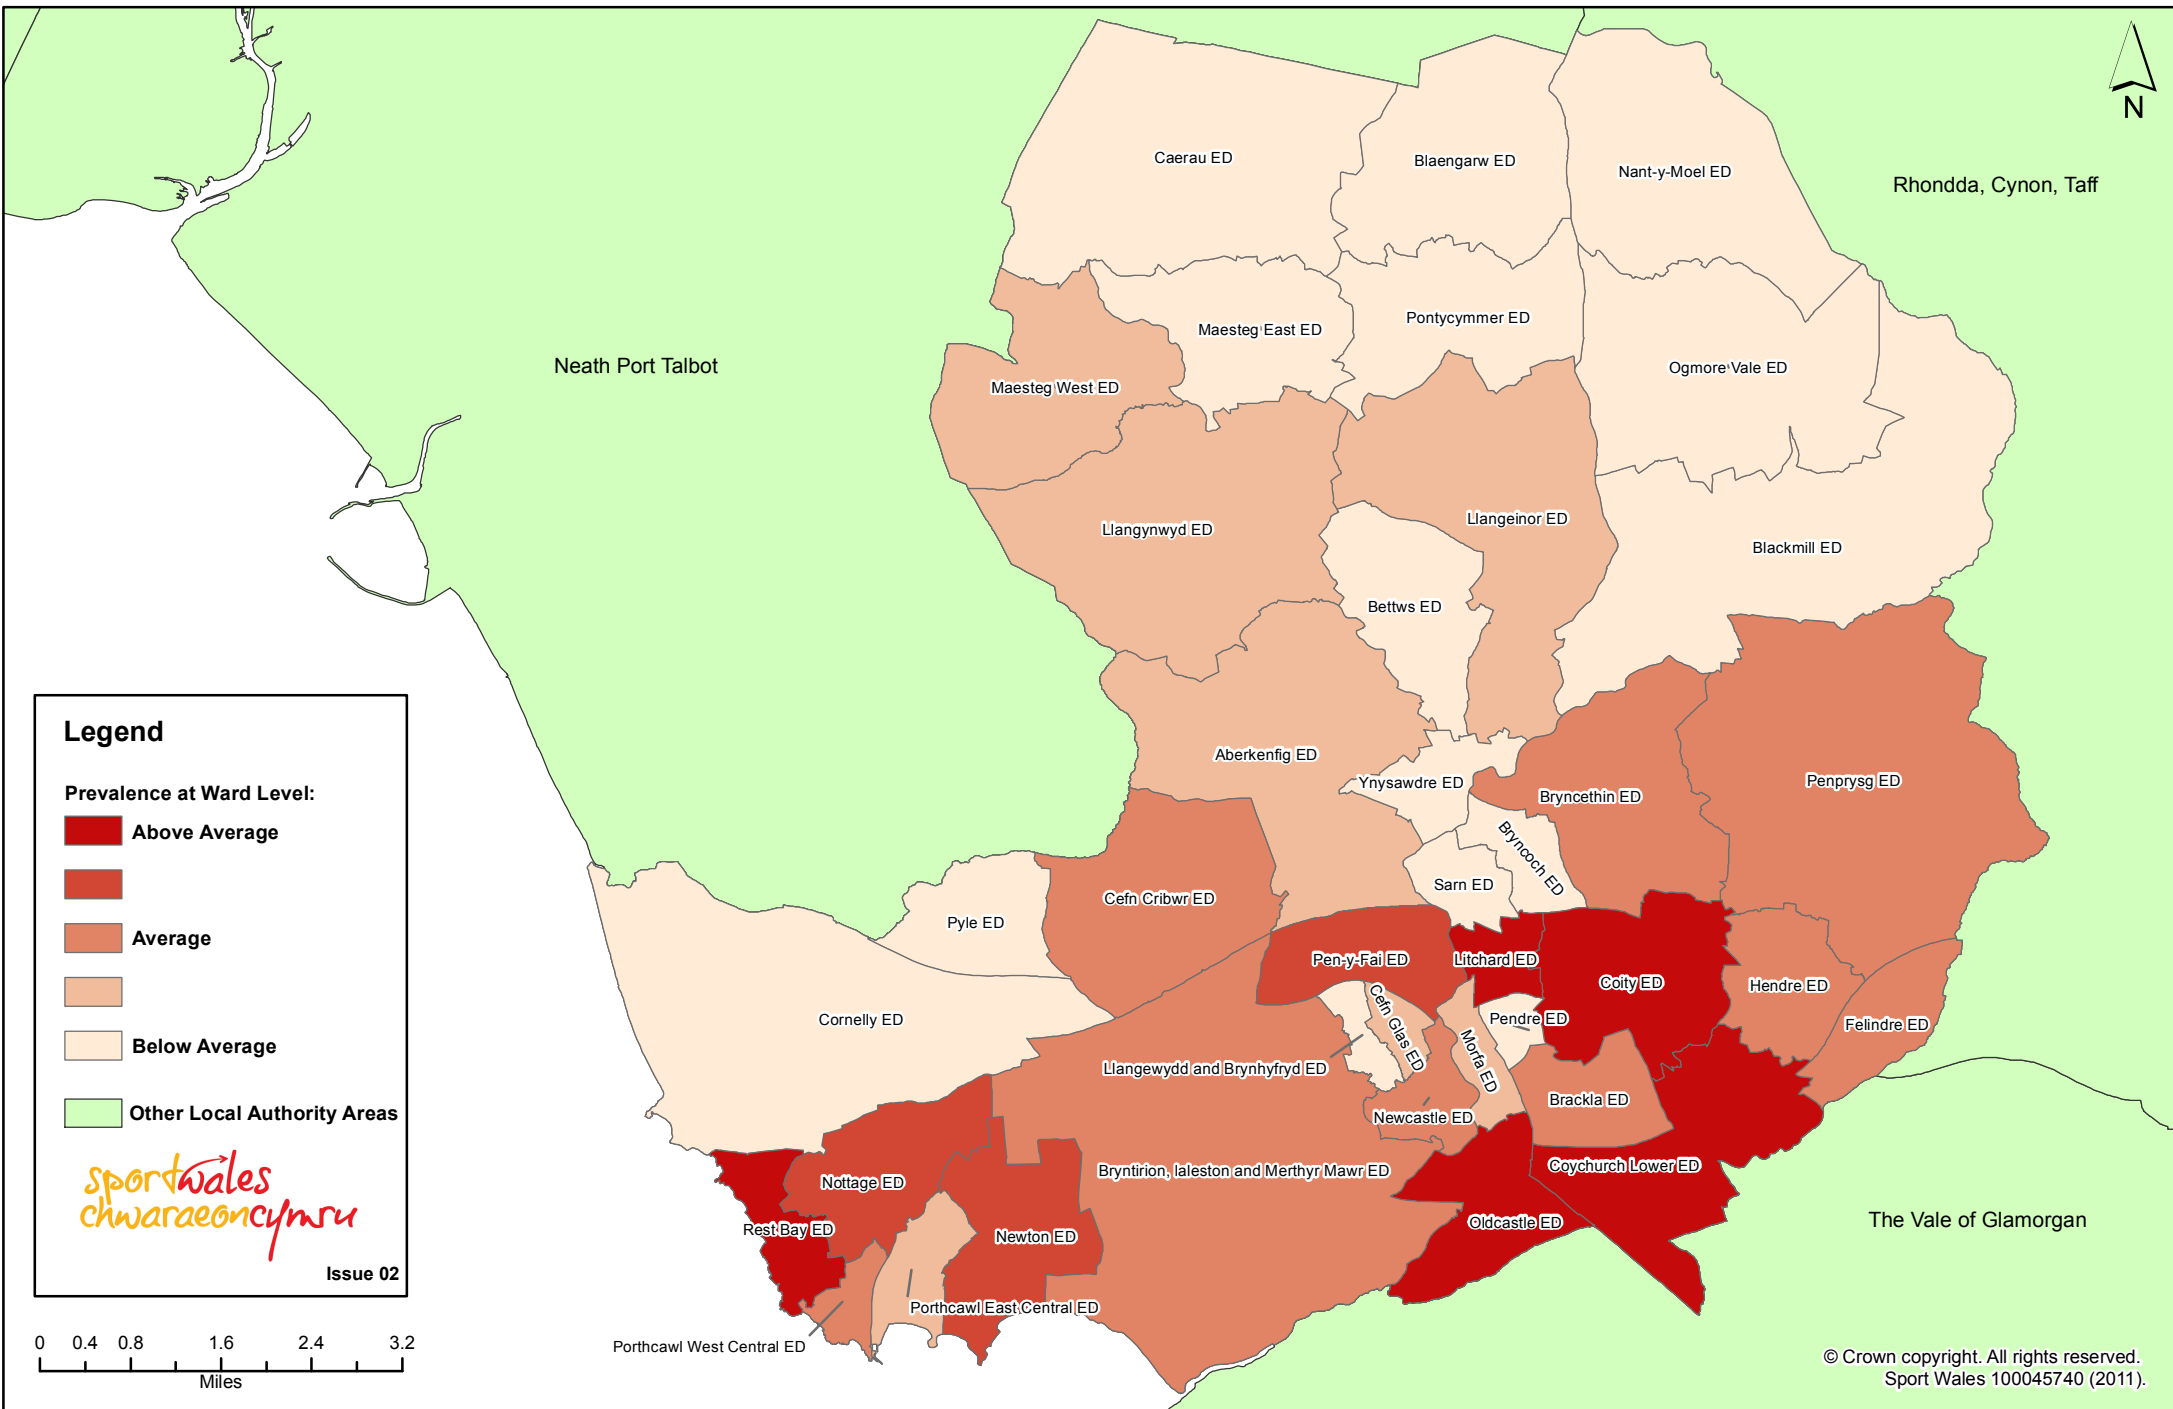 N
Caerau ED
Blaengarw ED
Nant-y-Moel ED
Rhondda, Cynon, Taff
Maesteg East ED
Pontycymmer ED
Neath Port Talbot
Ogmore Vale ED
Maesteg West ED
Llangynwyd ED
Llangeinor ED
Blackmill ED
Bettws ED
Aberkenfig ED
Ynysawdre ED
Bryncethin ED
Penprysg ED
Bryncoch ED
Sarn ED
Cefn Cribwr ED
Pyle ED
Pen-y-Fai ED
Litchard ED
Coity ED
Hendre ED
Cornelly ED
Cefn Glas ED
Pendre ED
Felindre ED
Morfa ED
Llangewydd and Brynhyfryd ED
Brackla ED
Newcastle ED
Bryntirion, laleston and Merthyr Mawr ED
Coychurch Lower ED
Nottage ED
Rest Bay ED
Oldcastle ED
Newton ED
The Vale of Glamorgan
Porthcawl East Central ED
Porthcawl West Central ED
Legend
Prevalence at Ward Level:
Above Average
Average
Below Average
Other Local Authority Areas
sportwales
chwaraeoncymru
Issue 02
0 0.4 0.8 1.6 2.4 3.2
Miles
© Crown copyright. All rights reserved.
Sport Wales 100045740 (2011).